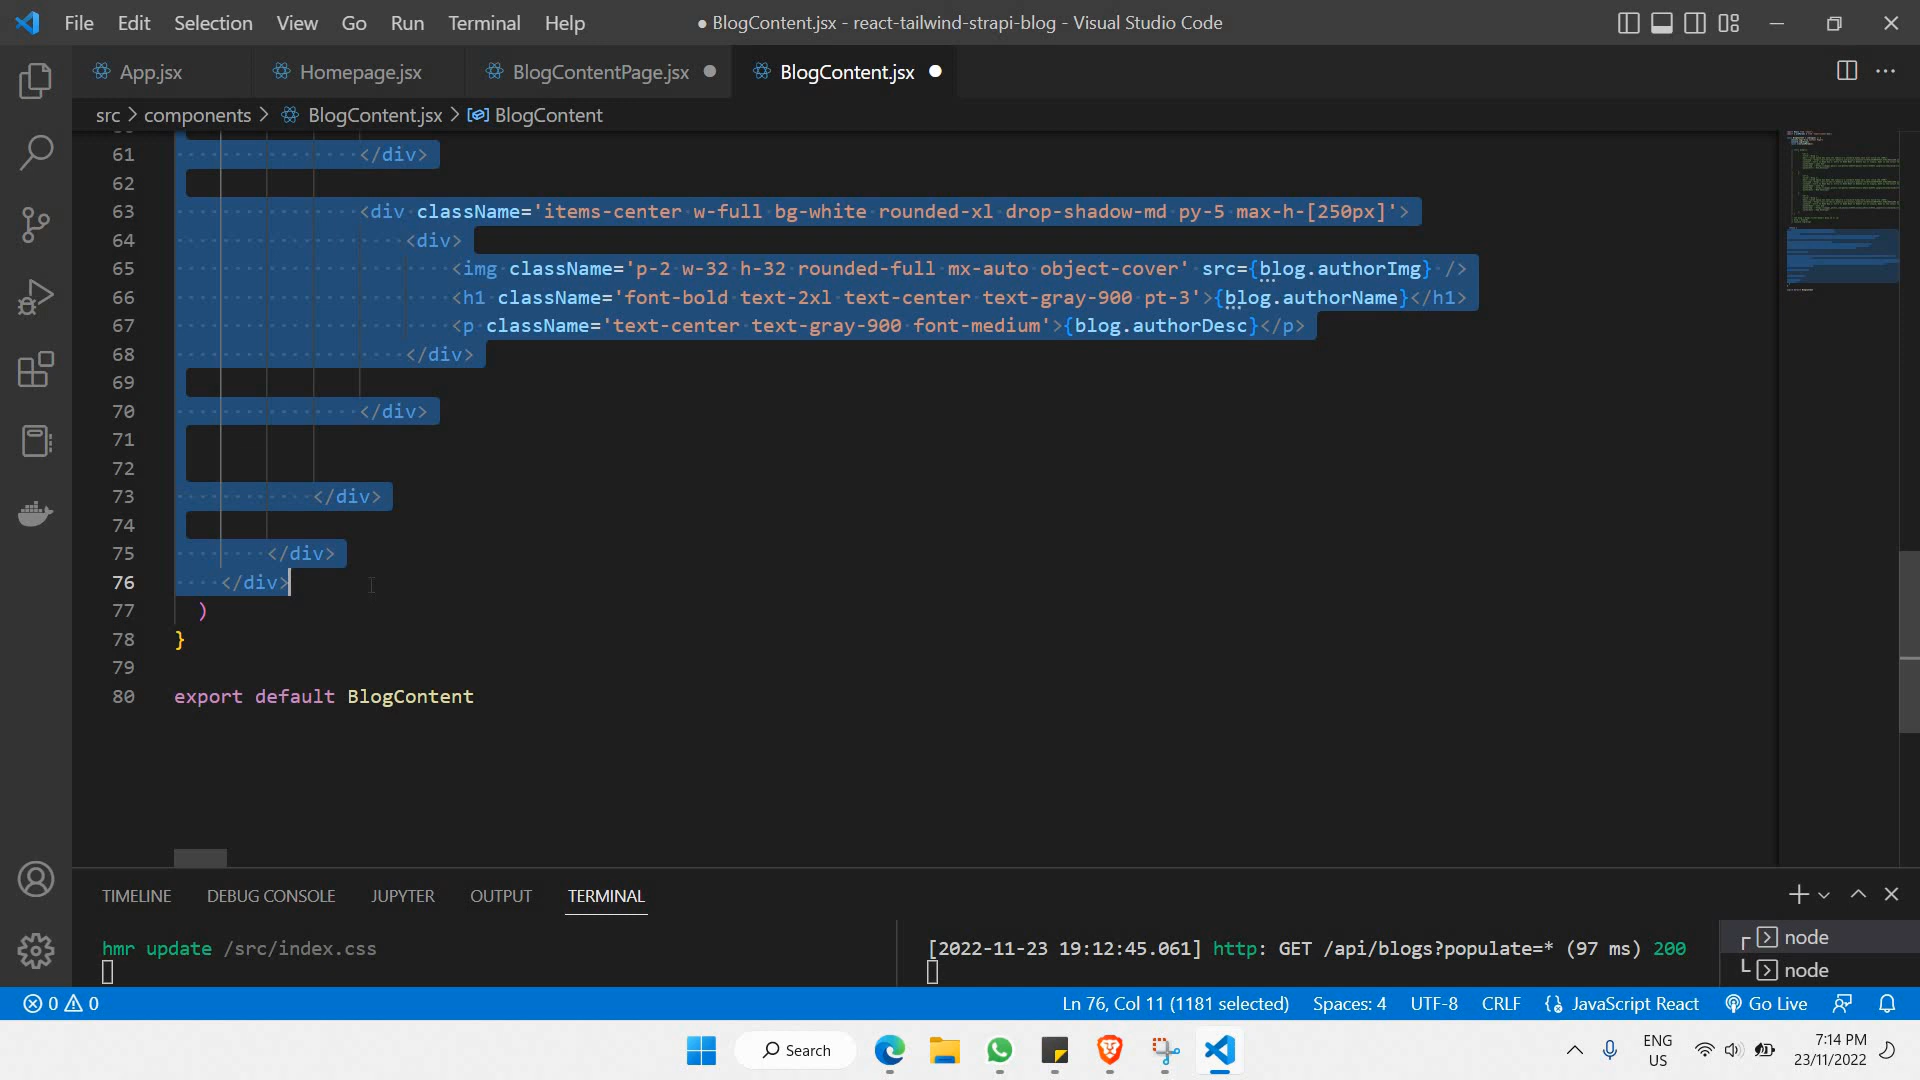 File Edit Selection View Go Run Terminal Help
● BlogContent.jsx - react-tailwind-strapi-blog - Visual Studio Code
App.jsx
Homepage.jsx
BlogContentPage.jsx
BlogContent.jsx
src > components > BlogContent.jsx > BlogContent
61 </div>
62
63 <div className='items-center w-full bg-white rounded-xl drop-shadow-md py-5 max-h-[250px]'>
64 <div>
65 <img className='p-2 w-32 h-32 rounded-full mx-auto object-cover' src={blog.authorImg} />
66 <h1 className='font-bold text-2xl text-center text-gray-900 pt-3'>{blog.authorName}</h1>
67 <p className='text-center text-gray-900 font-medium'>{blog.authorDesc}</p>
68 </div>
69
70 </div>
71
72
73 </div>
74
75 </div>
76 </div>
77 )
78 }
79
80 export default BlogContent
TIMELINE DEBUG CONSOLE JUPYTER OUTPUT TERMINAL
hmr update /src/index.css
[2022-11-23 19:12:45.061] http: GET /api/blogs?populate=* (97 ms) 200
node
node
0 0
Ln 76, Col 11 (1181 selected) Spaces: 4 UTF-8 CRLF JavaScript React Go Live
Search
ENG
US
7:14 PM
23/11/2022